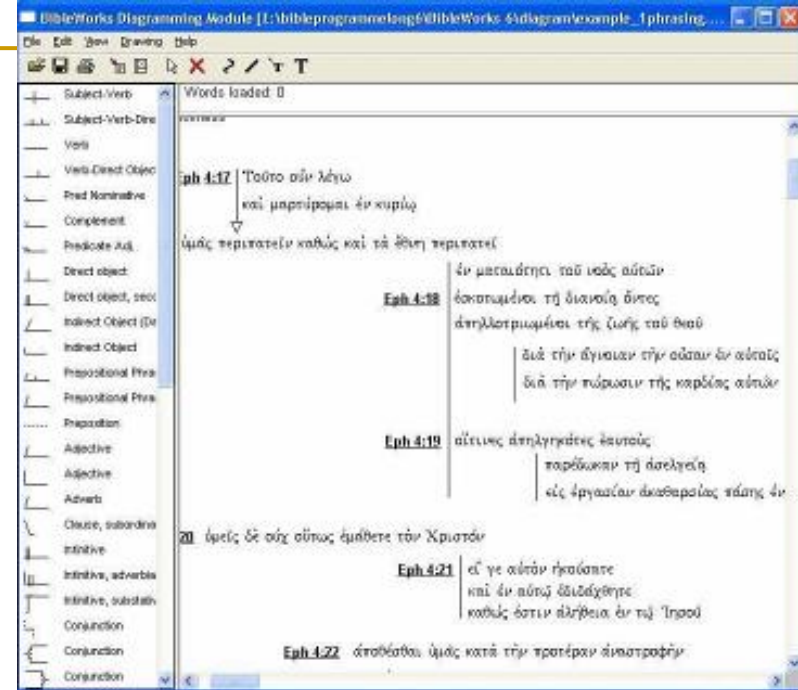 BibleWorks Diagramming Module [E:\bibleprogrammelong6\BibleWorks 6\diagram\example_1phrasing....
File Edit View Drawing Help
Words loaded: 0
Subject-Verb
Subject-Verb-Dire
Verb
Verb-Direct Objec
Pred Nominative
Complement
Predicate Adj.
Direct object
Direct object, secc
Indirect Object (Di
Indirect Object
Prepositional Phra
Prepositional Phra
Preposition
Adjective
Adjective
Adverb
Clause, subordina
Infinitive
Infinitive, adverbia
Infinitive, substativ
Conjunction
Conjunction
Conjunction
Eph 4:17 Τοῦτο οὖν λέγω
καὶ μαρτύρομαι ἐν κυρίῳ
ὑμᾶς περιπατεῖν καθὼς καὶ τὰ ἔθνη περιπατεῖ
ἐν ματαιότητι τοῦ νοὸς αὐτῶν
Eph 4:18 ἐσκοτωμένοι τῇ διανοίᾳ ὄντες
ἀπηλλοτριωμένοι τῆς ζωῆς τοῦ θεοῦ
διὰ τὴν ἄγνοιαν τὴν οὖσαν ἐν αὐτοῖς
διὰ τὴν πώρωσιν τῆς καρδίας αὐτῶν
Eph 4:19 οἵτινες ἀπηλγηκότες ἑαυτοὺς
παρέδωκαν τῇ ἀσελγείᾳ
εἰς ἐργασίαν ἀκαθαρσίας πάσης ἐν
20 ὑμεῖς δὲ οὐχ οὕτως ἐμάθετε τὸν Χριστόν
Eph 4:21 εἴ γε αὐτὸν ἠκούσατε
καὶ ἐν αὐτῷ ἐδιδάχθητε
καθώς ἐστιν ἀλήθεια ἐν τῷ Ἰησοῦ
Eph 4:22 ἀποθέσθαι ὑμᾶς κατὰ τὴν προτέραν ἀναστροφὴν